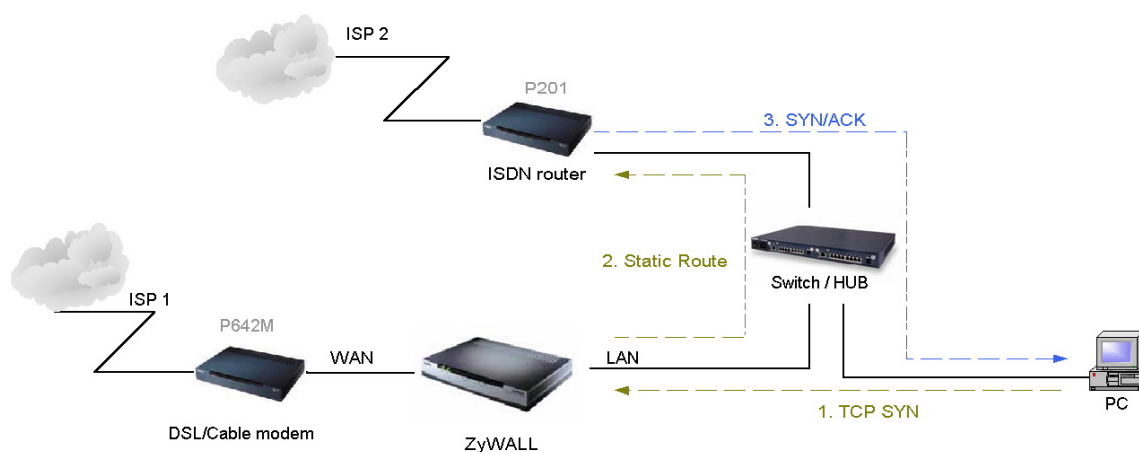 ISP 2
P201
3. SYN/ACK
ISDN router
2. Static Route
Switch / HUB
ISP 1
P642M
WAN
LAN
1. TCP SYN
PC
DSL/Cable modem
ZyWALL